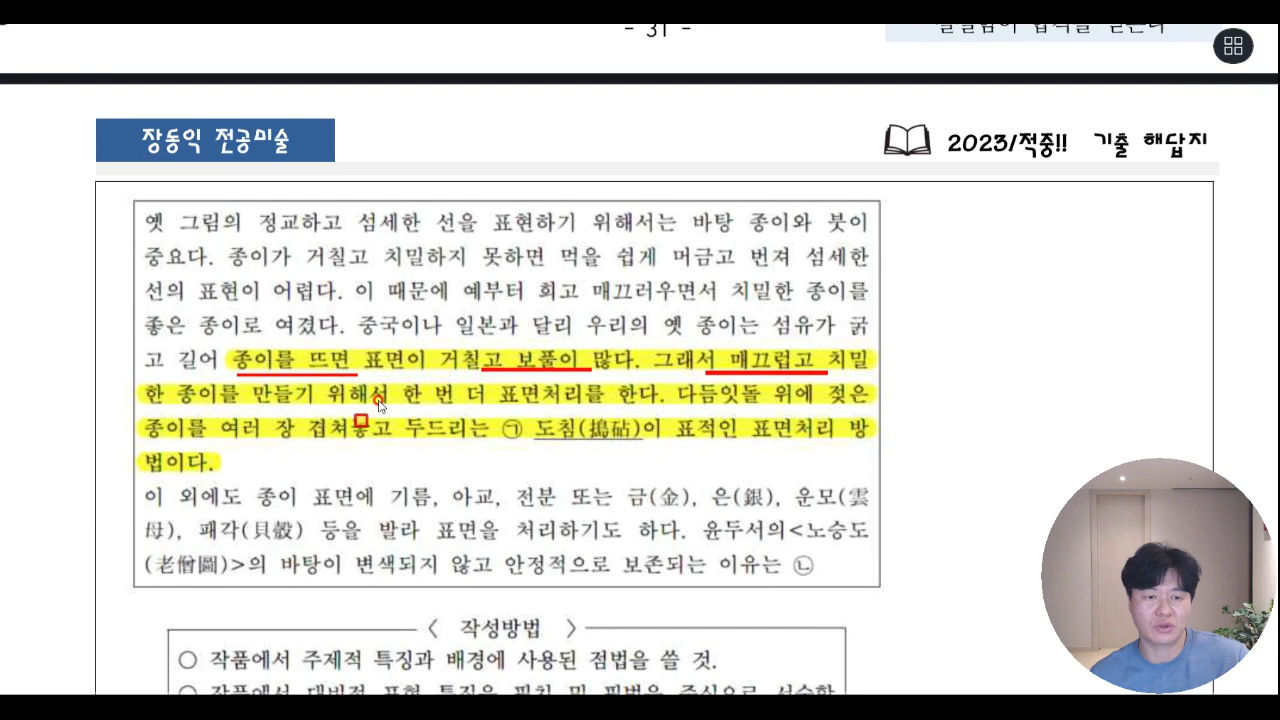 - 31 -
장동익 전공미술
2023/적중!! 기출 해답지
옛 그림의 정교하고 섬세한 선을 표현하기 위해서는 바탕 종이와 붓이
중요다. 종이가 거칠고 치밀하지 못하면 먹을 쉽게 머금고 번져 섬세한
선의 표현이 어렵다. 이 때문에 예부터 희고 매끄러우면서 치밀한 종이를
좋은 종이로 여겼다. 중국이나 일본과 달리 우리의 옛 종이는 섬유가 굵
고 길어 종이를 뜨면 표면이 거칠고 보풀이 많다. 그래서 매끄럽고 치밀
한 종이를 만들기 위해서 한 번 더 표면처리를 한다. 다듬잇돌 위에 젖은
종이를 여러 장 겹쳐놓고 두드리는 ㉠ 도침(搗砧)이 표적인 표면처리 방
법이다.
이 외에도 종이 표면에 기름, 아교, 전분 또는 금(金), 은(銀), 운모(雲
母), 패각(貝殼) 등을 발라 표면을 처리하기도 하다. 윤두서의<노승도
(老僧圖)>의 바탕이 변색되지 않고 안정적으로 보존되는 이유는 ㉡
〈 작성방법 〉
○ 작품에서 주제적 특징과 배경에 사용된 점법을 쓸 것.